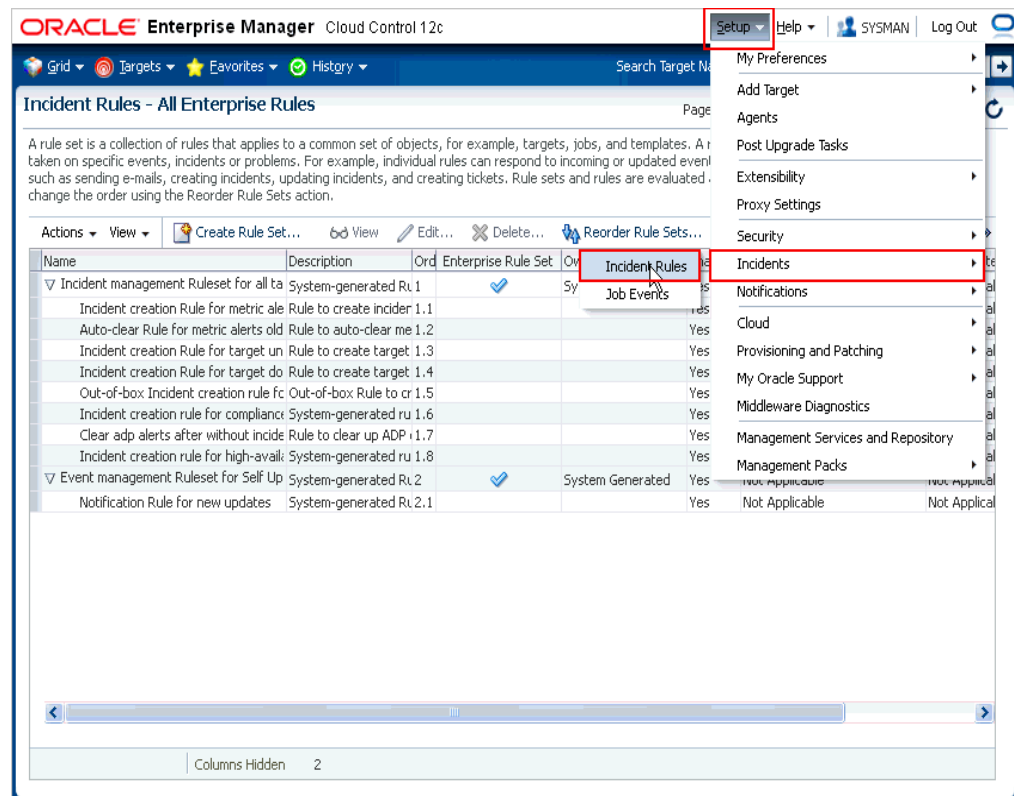 ORACLE Enterprise Manager Cloud Control 12c
Setup Help SYSMAN Log Out
Grid Targets Favorites History Search Target Na
Incident Rules - All Enterprise Rules
Page
A rule set is a collection of rules that applies to a common set of objects, for example, targets, jobs, and templates. A r
taken on specific events, incidents or problems. For example, individual rules can respond to incoming or updated event
such as sending e-mails, creating incidents, updating incidents, and creating tickets. Rule sets and rules are evaluated
change the order using the Reorder Rule Sets action.
Actions View Create Rule Set... View Edit... Delete... Reorder Rule Sets...
Name Description Ord Enterprise Rule Set Ow
Incident management Ruleset for all ta System-generated Ru 1 Sy
Incident creation Rule for metric ale Rule to create inciden 1.1 Yes
Auto-clear Rule for metric alerts old Rule to auto-clear me 1.2 Yes
Incident creation Rule for target un Rule to create target 1.3 Yes
Incident creation Rule for target do Rule to create target 1.4 Yes
Out-of-box Incident creation rule fo Out-of-box Rule to cr 1.5 Yes
Incident creation rule for compliance System-generated ru 1.6 Yes
Clear adp alerts after without incide Rule to clear up ADP 1.7 Yes
Incident creation rule for high-availa System-generated ru 1.8 Yes
Event management Ruleset for Self Up System-generated Ru 2 System Generated Yes Not Applicable Not Applical
Notification Rule for new updates System-generated Ru 2.1 Yes Not Applicable Not Applical
Columns Hidden 2
My Preferences
Add Target
Agents
Post Upgrade Tasks
Extensibility
Proxy Settings
Security
Incidents
Notifications
Cloud
Provisioning and Patching
My Oracle Support
Middleware Diagnostics
Management Services and Repository
Management Packs
Incident Rules
Job Events